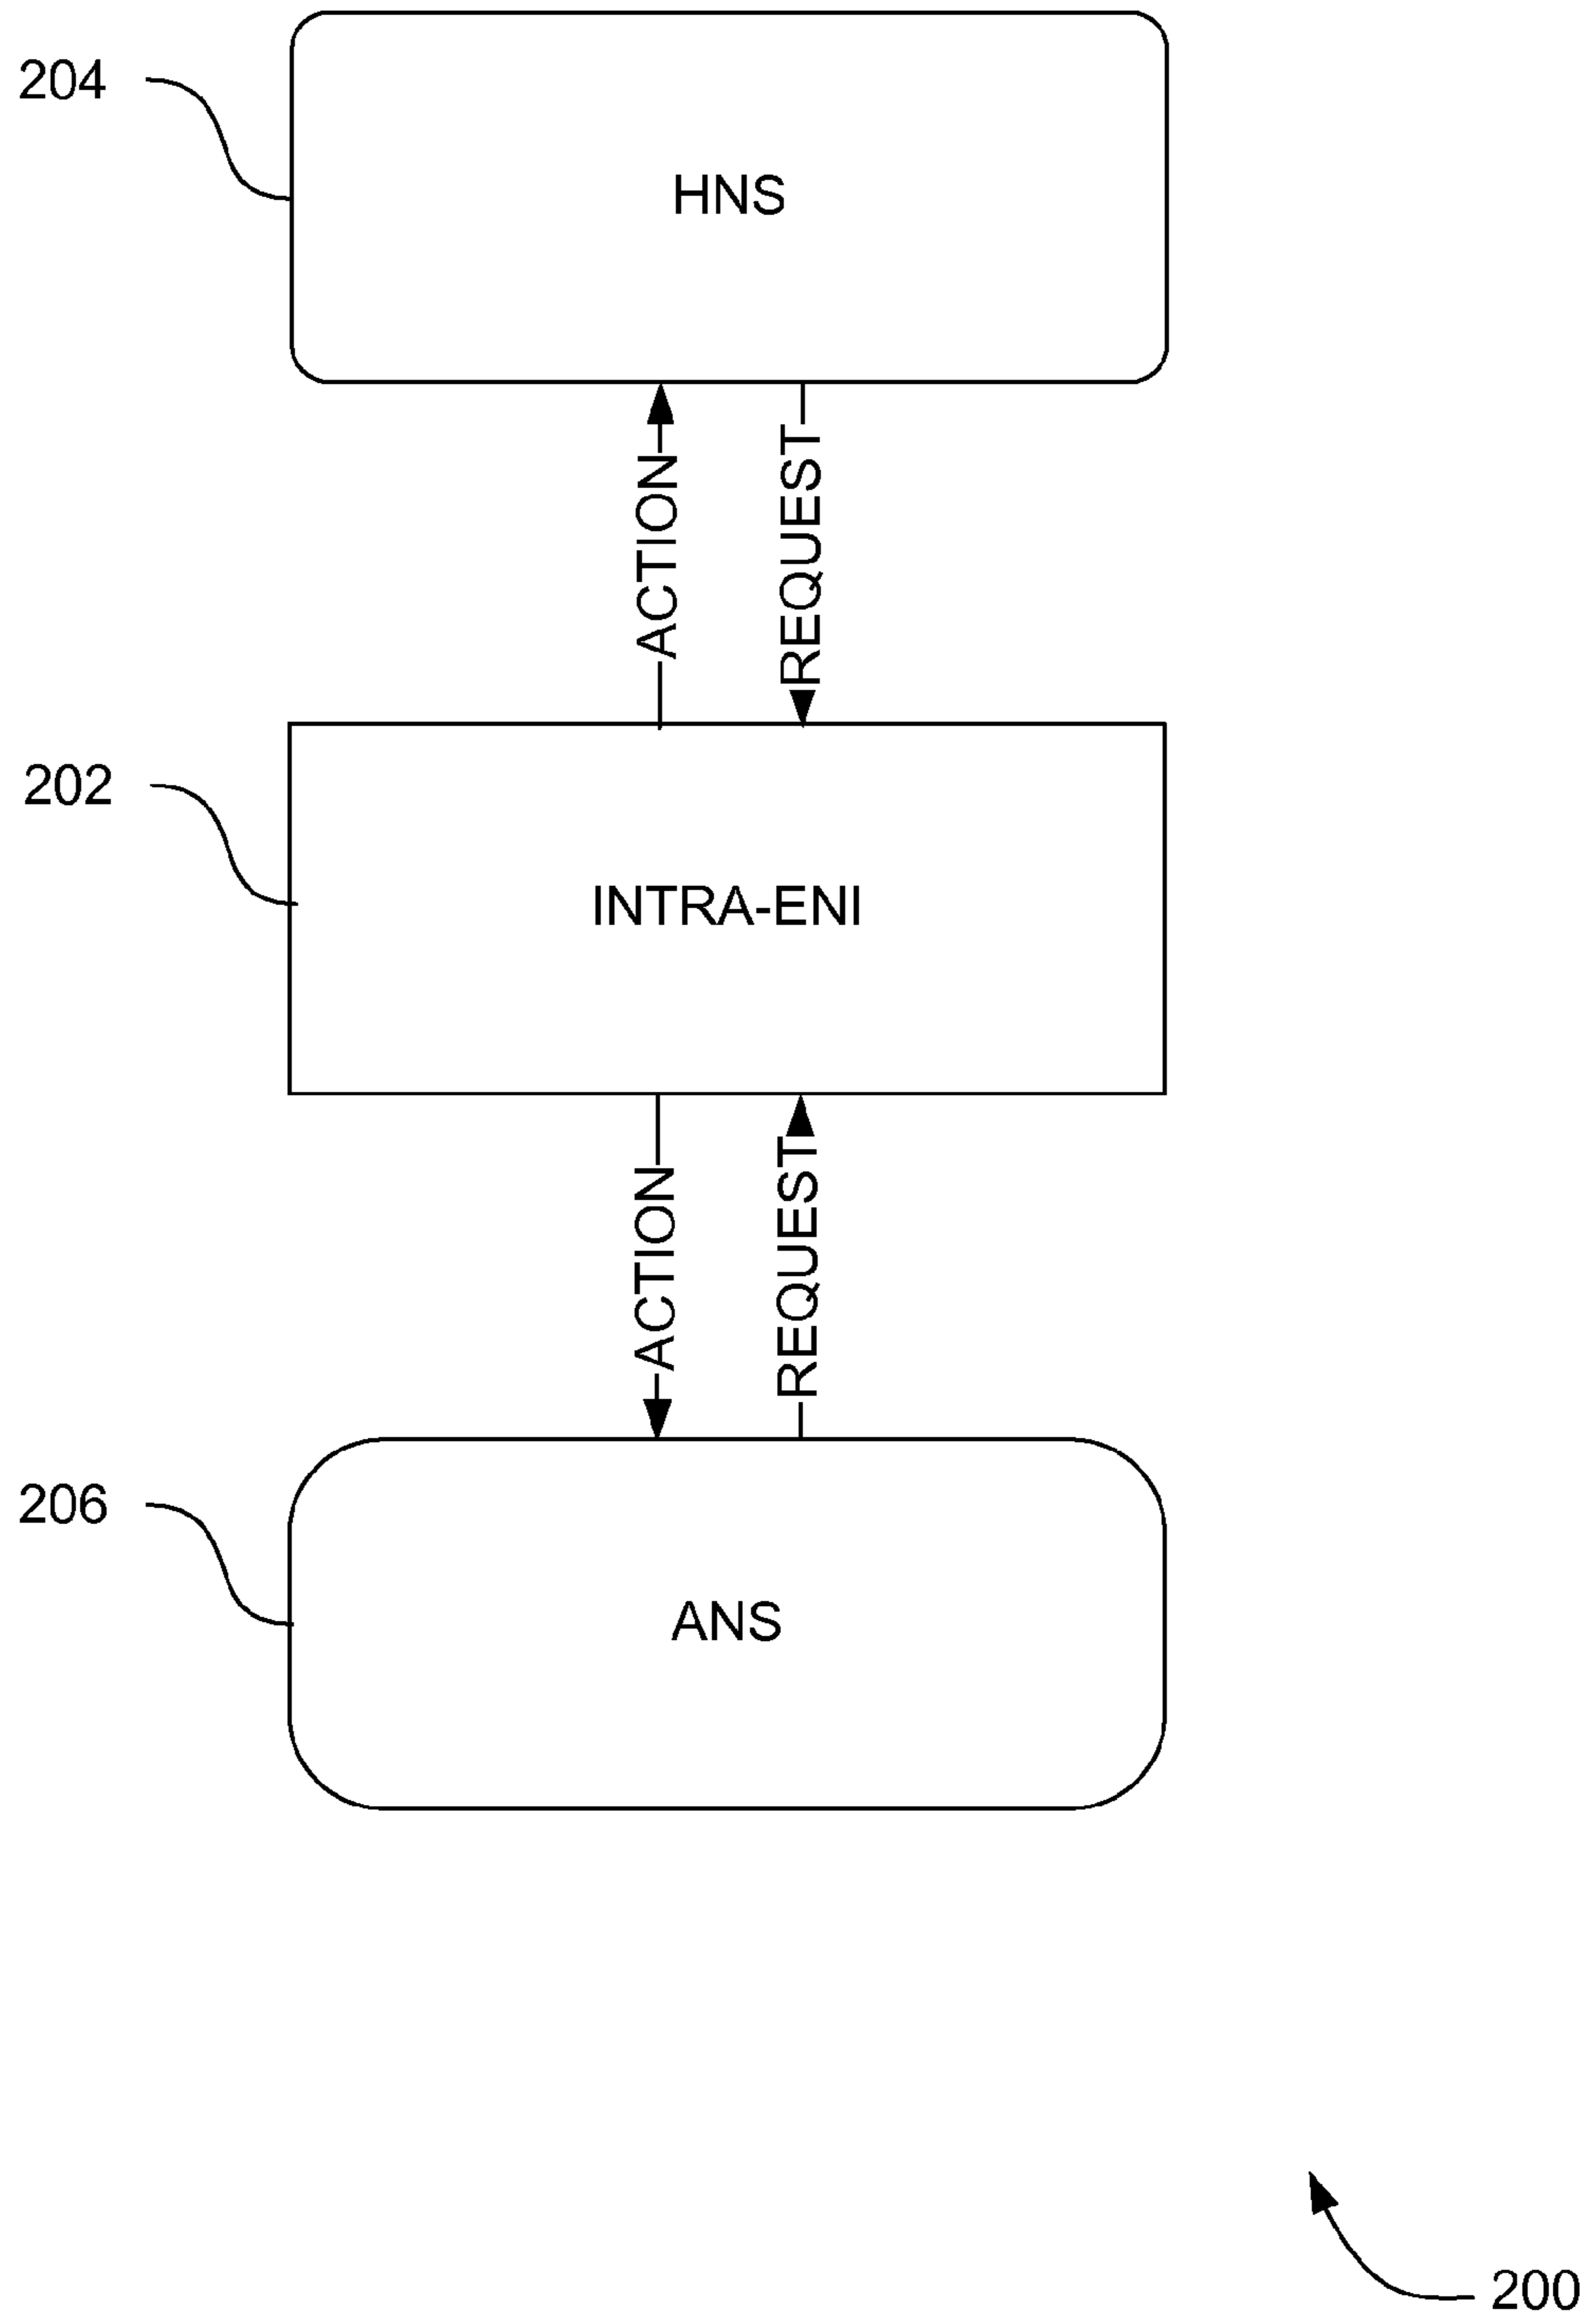 204
HNS
ACTION
REQUEST
202
INTRA-ENI
ACTION
REQUEST
206
ANS
200